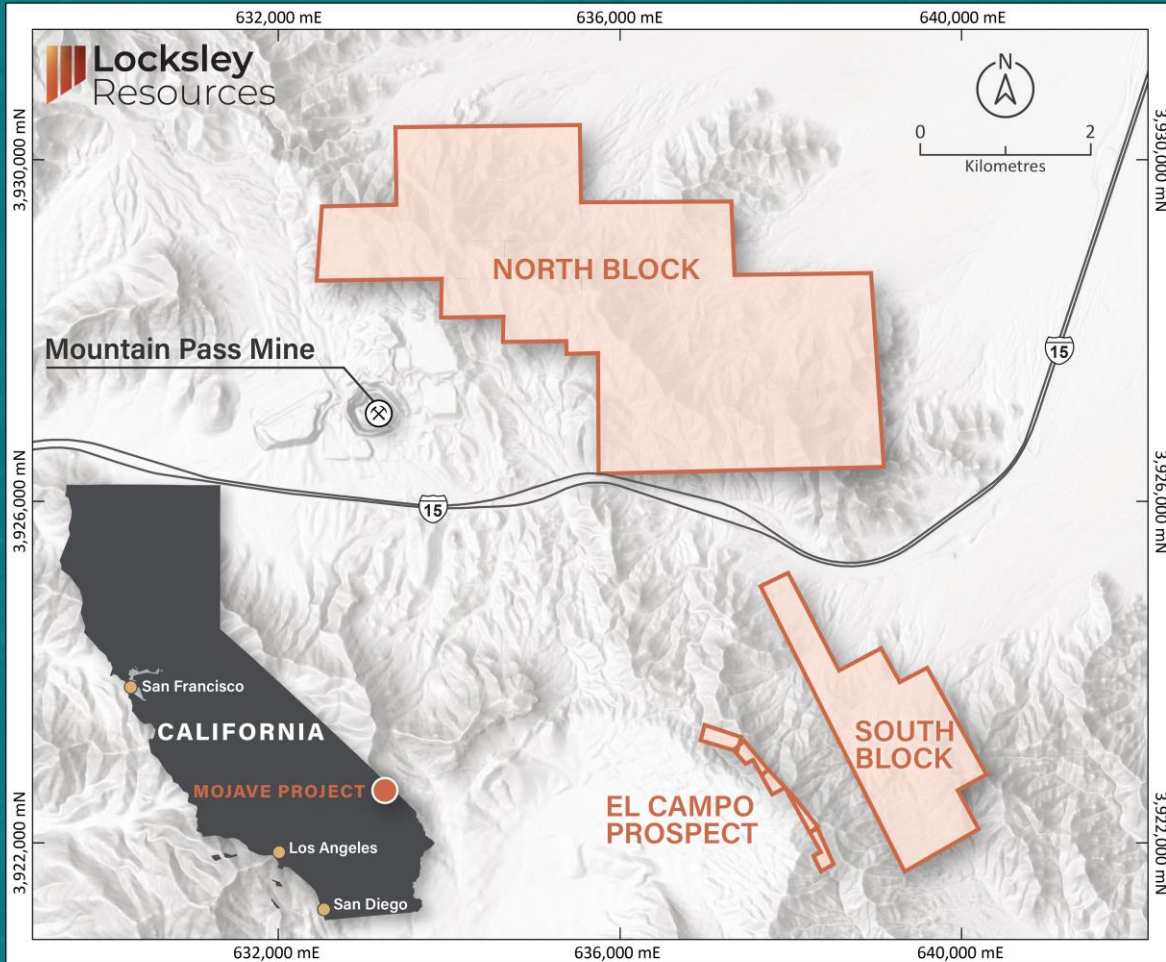 632,000 mE
636,000 mE
640,000 mE
Locksley
Resources
N
0
2
Kilometres
3,930,000 mN
3,930,000 mN
NORTH BLOCK
Mountain Pass Mine
15
15
3,926,000 mN
3,926,000 mN
San Francisco
CALIFORNIA
MOJAVE PROJECT
Los Angeles
San Diego
SOUTH
BLOCK
EL CAMPO
PROSPECT
3,922,000 mN
3,922,000 mN
632,000 mE
636,000 mE
640,000 mE